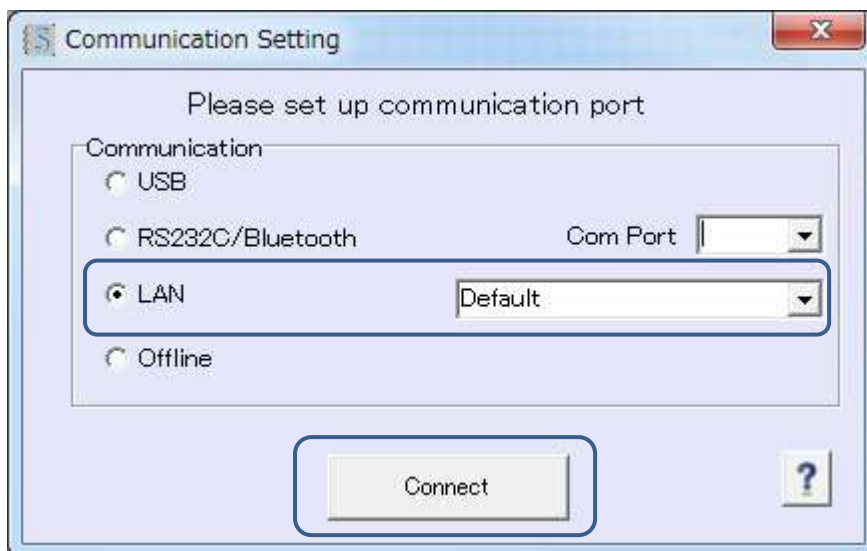 Communication Setting
Please set up communication port
Communication
USB
RS232C/Bluetooth Com Port
LAN Default
Offline
Connect ?